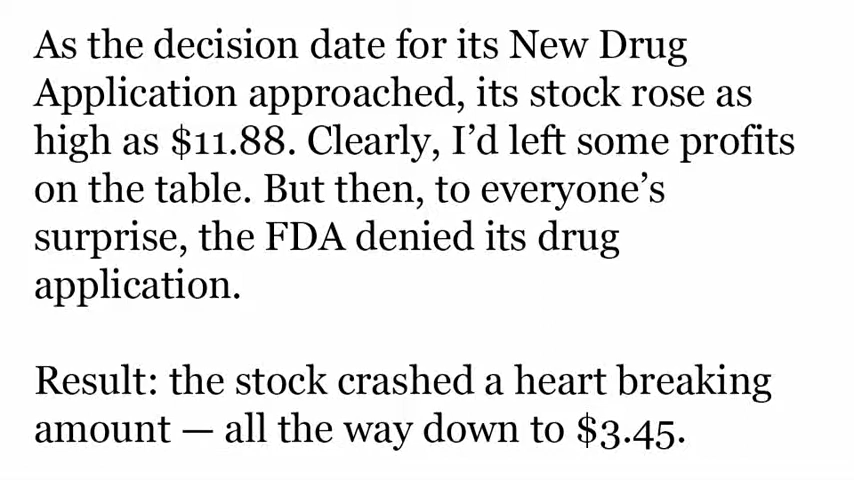 As the decision date for its New Drug
Application approached, its stock rose as
high as $11.88. Clearly, I’d left some profits
on the table. But then, to everyone’s
surprise, the FDA denied its drug
application.
Result: the stock crashed a heart breaking
amount — all the way down to $3.45.